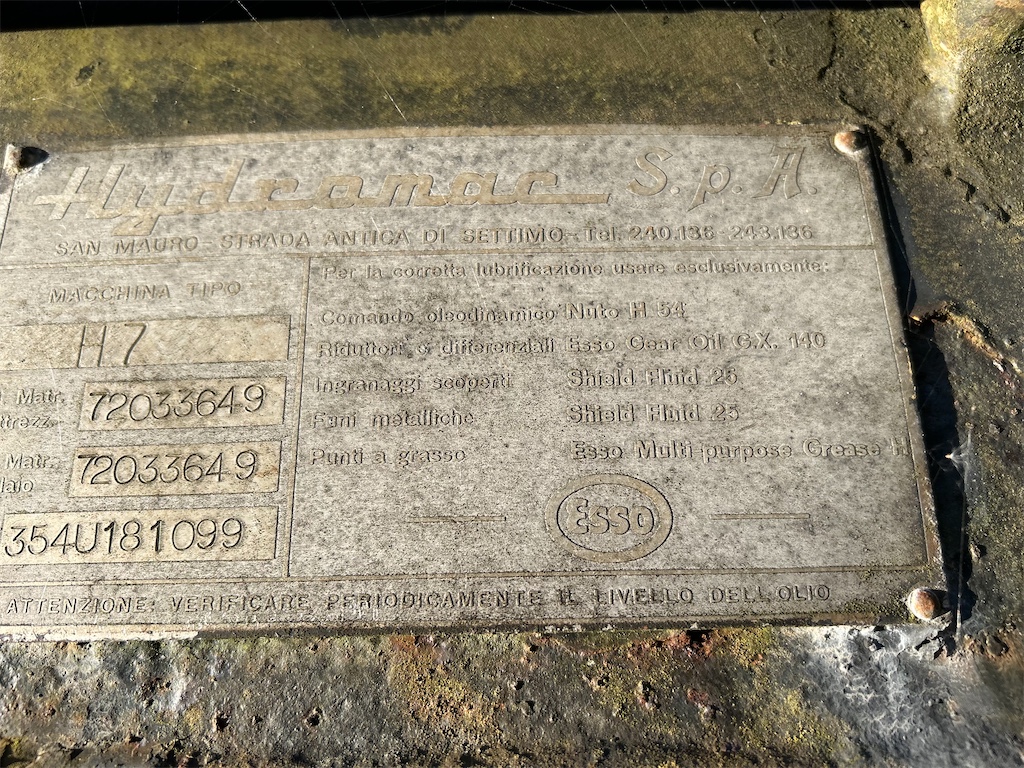 Hydromac S.p.A.
SAN MAURO - STRADA ANTICA DI SETTIMO - Tel. 240.136 243.136
MACCHINA TIPO
H7
Matr.
72033649
Matr.
72033649
354U181099
Per la corretta lubrificazione usare esclusivamente:
Comando oleodinamico Nuto H 54
Riduttori e differenziali Esso Gear Oil G.X. 140
Ingranaggi scoperti Shield Fluid 25
Funi metalliche Shield Fluid 25
Punti a grasso Esso Multi purpose Grease H
Esso
ATTENZIONE: VERIFICARE PERIODICAMENTE IL LIVELLO DELL'OLIO